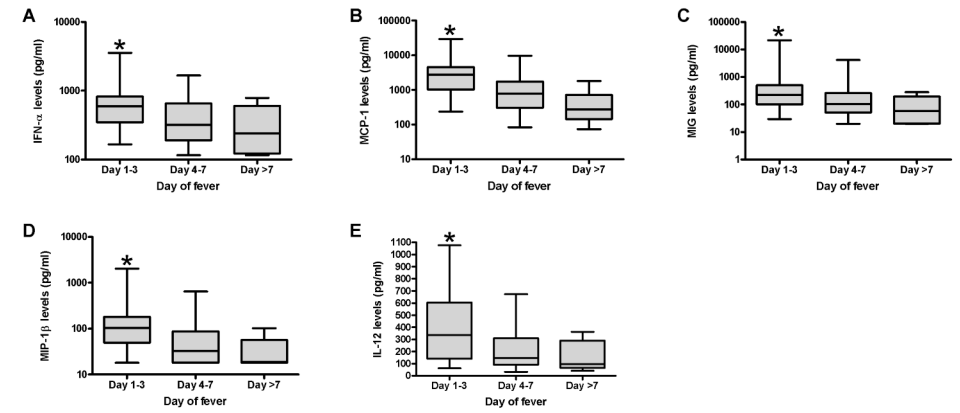 A
*
IFN-α levels (pg/ml)
10000
1000
100
Day 1-3 Day 4-7 Day >7
Day of fever
B
*
MCP-1 levels (pg/ml)
100000
10000
1000
100
10
Day 1-3 Day 4-7 Day >7
Day of fever
C
*
MIG levels (pg/ml)
100000
10000
1000
100
10
1
Day 1-3 Day 4-7 Day >7
Day of fever
D
*
MIP-1β levels (pg/ml)
10000
1000
100
10
Day 1-3 Day 4-7 Day >7
Day of fever
E
*
IL-12 levels (pg/ml)
1100
1000
900
800
700
600
500
400
300
200
100
0
Day 1-3 Day 4-7 Day >7
Day of fever